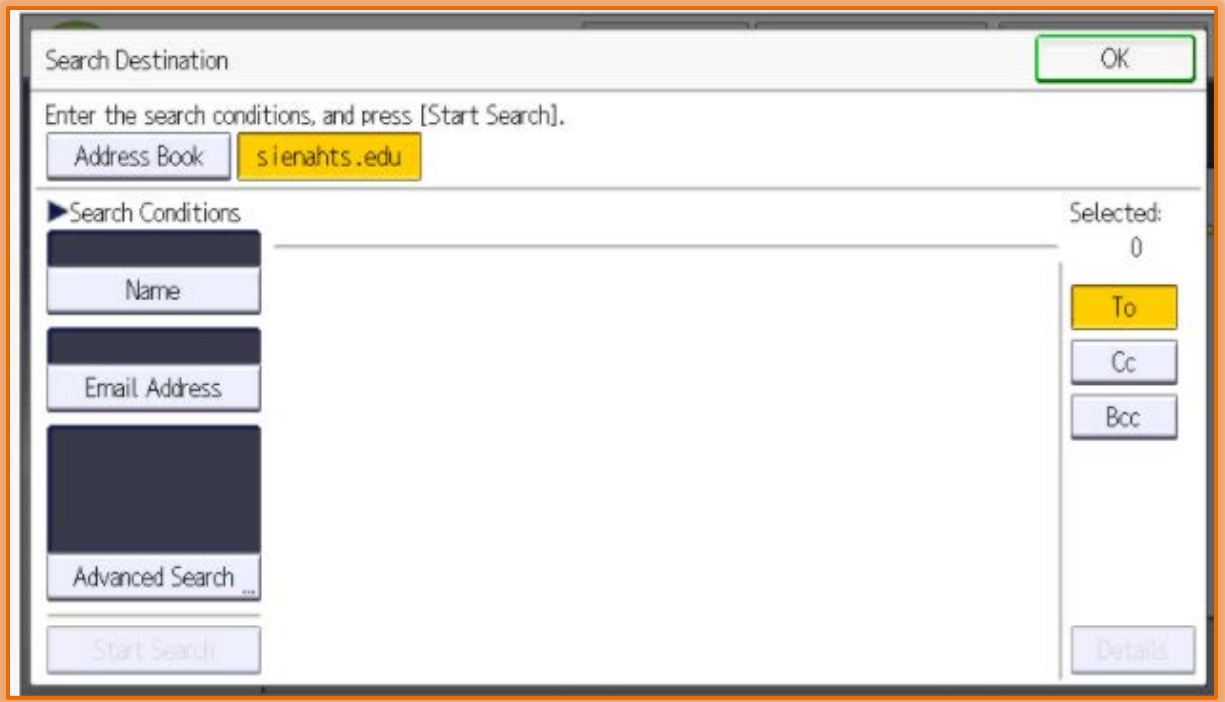 Search Destination
OK
Enter the search conditions, and press [Start Search].
Address Book
sienahts.edu
►Search Conditions
Selected:
0
Name
To
Email Address
Cc
Bcc
Advanced Search ...
Start Search
Details